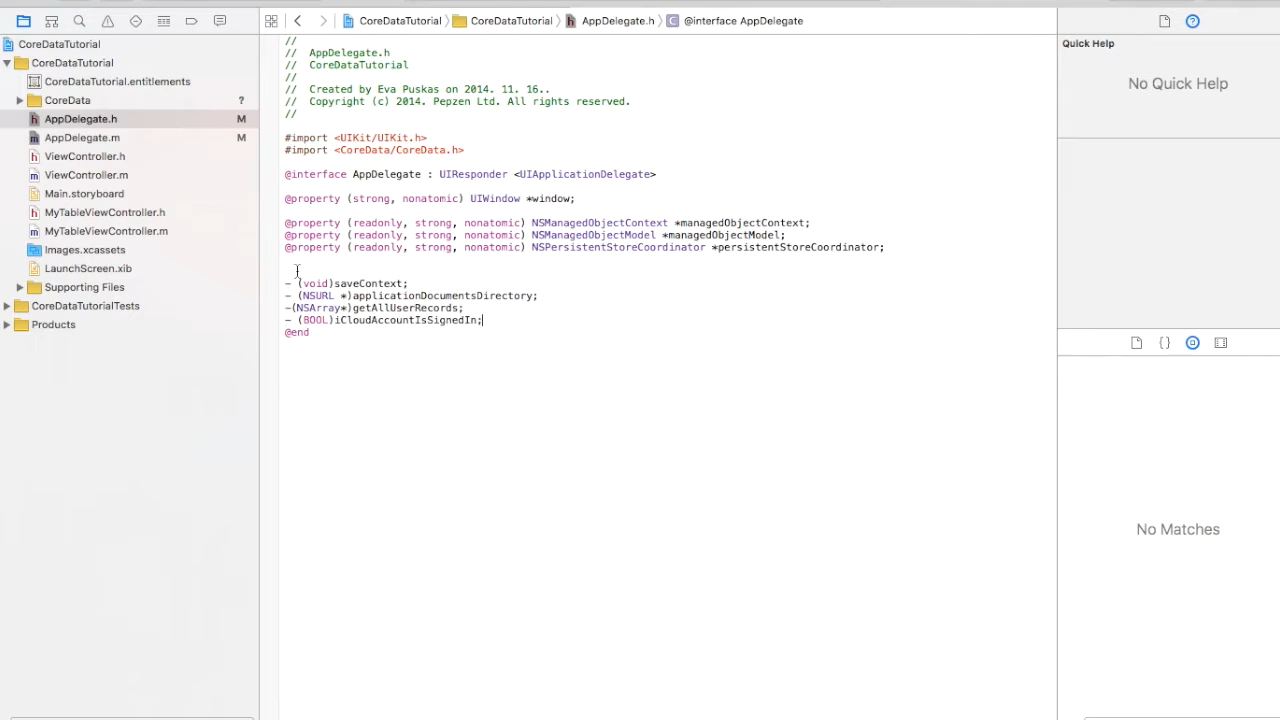 CoreDataTutorial
CoreDataTutorial
AppDelegate.h
@interface AppDelegate
CoreDataTutorial
CoreDataTutorial
CoreDataTutorial.entitlements
CoreData ?
AppDelegate.h M
AppDelegate.m M
ViewController.h
ViewController.m
Main.storyboard
MyTableViewController.h
MyTableViewController.m
Images.xcassets
LaunchScreen.xib
Supporting Files
CoreDataTutorialTests
Products
//
//  AppDelegate.h
//  CoreDataTutorial
//
//  Created by Eva Puskas on 2014. 11. 16..
//  Copyright (c) 2014. Pepzen Ltd. All rights reserved.
//
#import <UIKit/UIKit.h>
#import <CoreData/CoreData.h>
@interface AppDelegate : UIResponder <UIApplicationDelegate>
@property (strong, nonatomic) UIWindow *window;
@property (readonly, strong, nonatomic) NSManagedObjectContext *managedObjectContext;
@property (readonly, strong, nonatomic) NSManagedObjectModel *managedObjectModel;
@property (readonly, strong, nonatomic) NSPersistentStoreCoordinator *persistentStoreCoordinator;
- (void)saveContext;
- (NSURL *)applicationDocumentsDirectory;
-(NSArray*)getAllUserRecords;
- (BOOL)iCloudAccountIsSignedIn;
@end
Quick Help
No Quick Help
No Matches